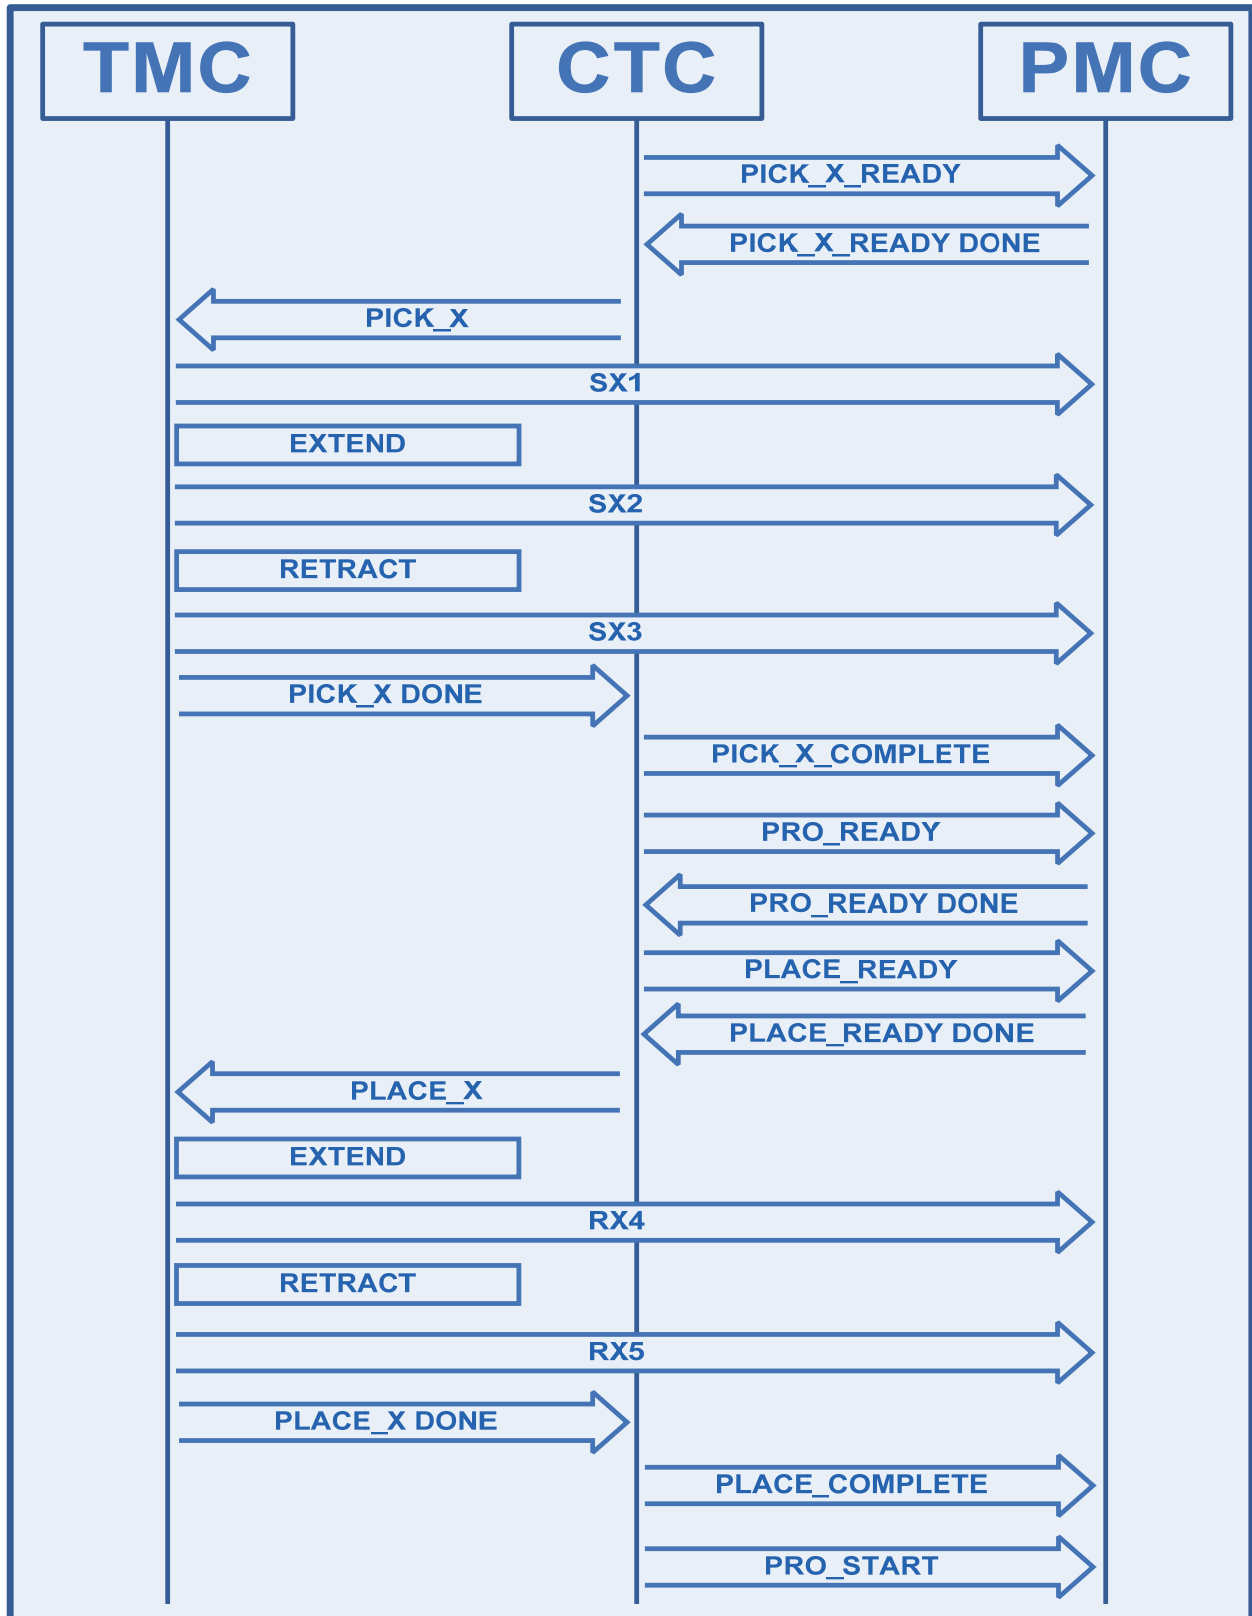 TMC CTC PMC
PICK_X_READY
PICK_X_READY DONE
PICK_X
SX1
EXTEND
SX2
RETRACT
SX3
PICK_X DONE
PICK_X_COMPLETE
PRO_READY
PRO_READY DONE
PLACE_READY
PLACE_READY DONE
PLACE_X
EXTEND
RX4
RETRACT
RX5
PLACE_X DONE
PLACE_COMPLETE
PRO_START